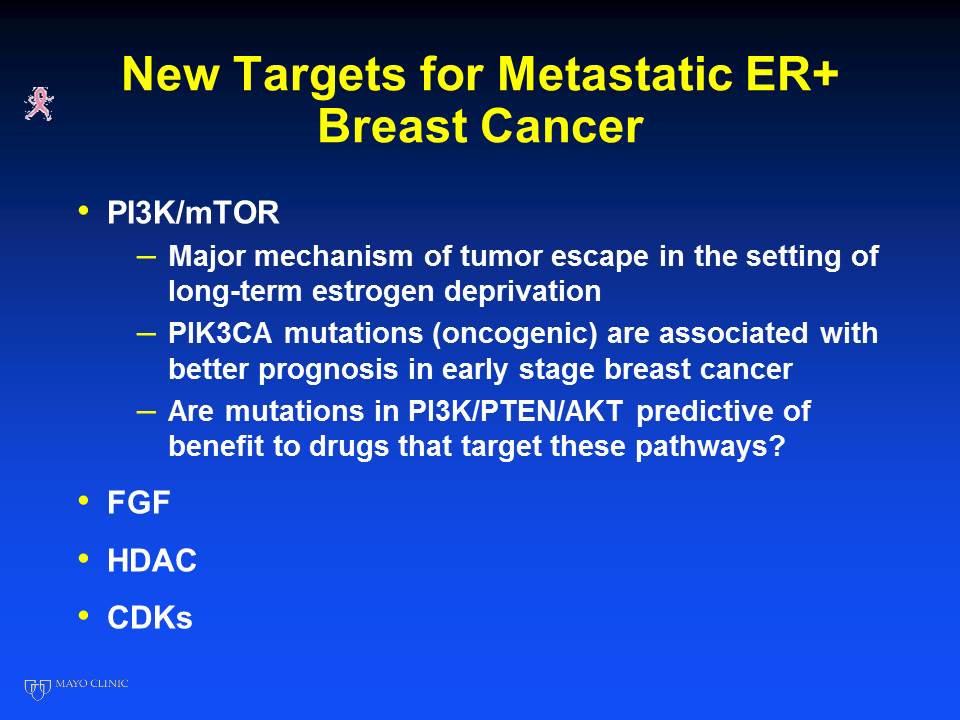 New Targets for Metastatic ER+
Breast Cancer
• PI3K/mTOR
– Major mechanism of tumor escape in the setting of
long-term estrogen deprivation
– PIK3CA mutations (oncogenic) are associated with
better prognosis in early stage breast cancer
– Are mutations in PI3K/PTEN/AKT predictive of
benefit to drugs that target these pathways?
• FGF
• HDAC
• CDKs
MAYO CLINIC